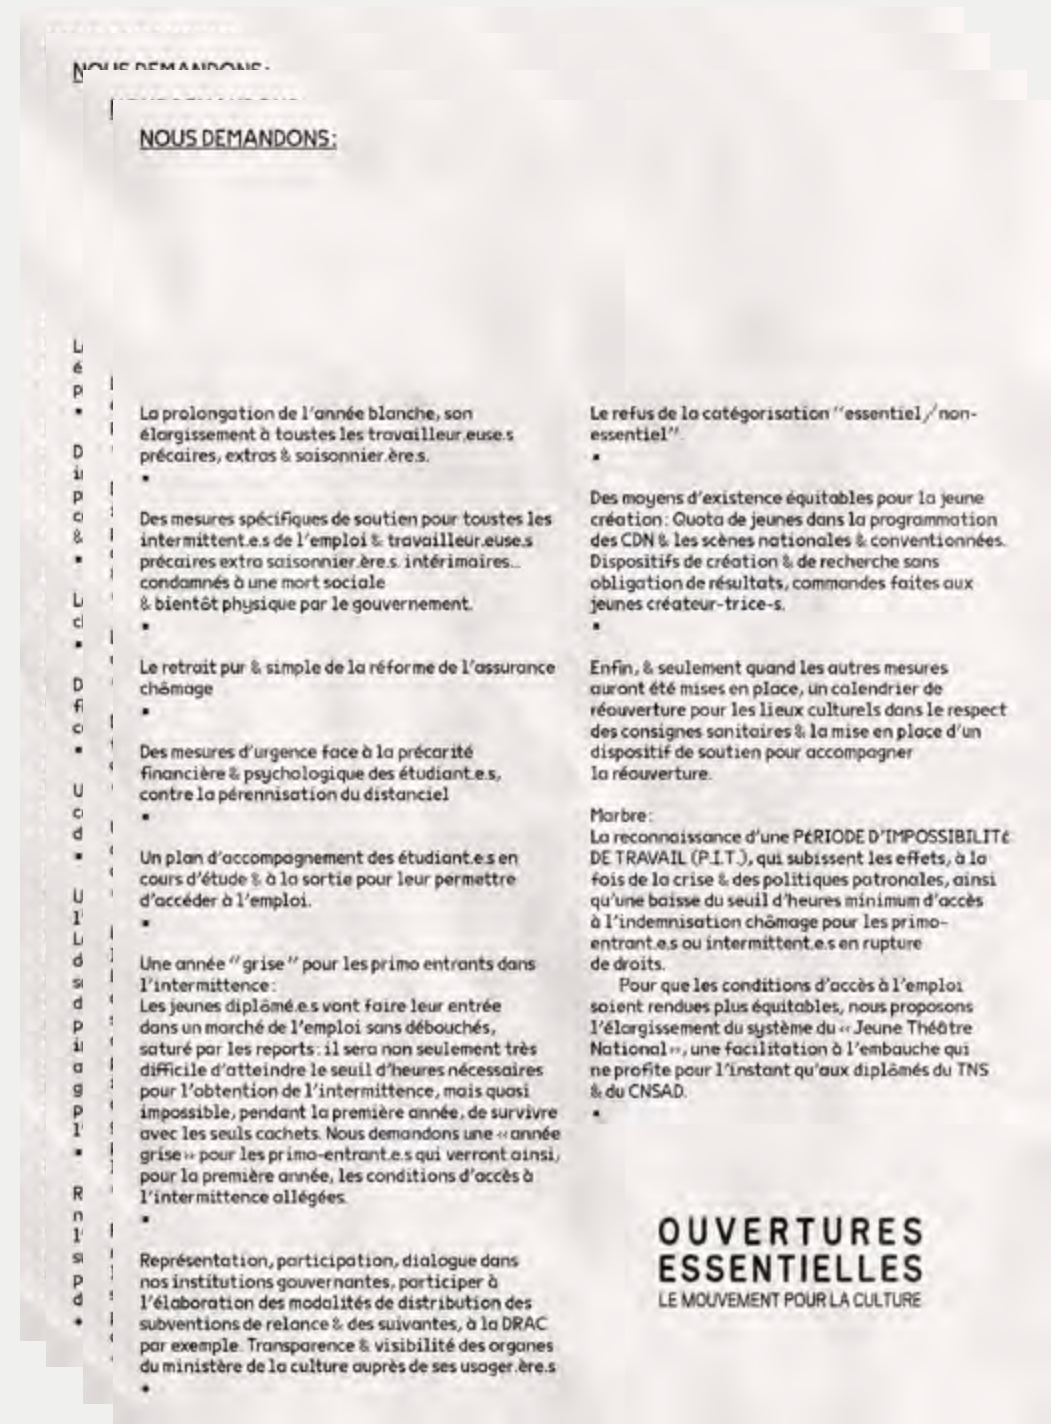 NOUS DEMANDONS:
NOUS DEMANDONS:
La prolongation de l'année blanche, son
élargissement à toustes les travailleur.euse.s
précaires, extras & saisonnier.ère.s.
Des mesures spécifiques de soutien pour toustes les
intermittent.e.s de l'emploi & travailleur.euse.s
précaires extra saisonnier.ère.s. intérimaires...
condamnés à une mort sociale
& bientôt physique par le gouvernement.
Le retrait pur & simple de la réforme de l'assurance
chômage
Des mesures d'urgence face à la précarité
financière & psychologique des étudiant.e.s,
contre la pérennisation du distanciel
Un plan d'accompagnement des étudiant.e.s en
cours d'étude & à la sortie pour leur permettre
d'accéder à l'emploi.
Une année "grise" pour les primo entrants dans
l'intermittence:
Les jeunes diplômé.e.s vont faire leur entrée
dans un marché de l'emploi sans débouchés,
saturé par les reports: il sera non seulement très
difficile d'atteindre le seuil d'heures nécessaires
pour l'obtention de l'intermittence, mais quasi
impossible, pendant la première année, de survivre
avec les seuls cachets. Nous demandons une «année
grise» pour les primo-entrant.e.s qui verront ainsi,
pour la première année, les conditions d'accès à
l'intermittence allégées.
Représentation, participation, dialogue dans
nos institutions gouvernantes, participer à
l'élaboration des modalités de distribution des
subventions de relance & des suivantes, à la DRAC
par exemple. Transparence & visibilité des organes
du ministère de la culture auprès de ses usager.ère.s
Le refus de la catégorisation "essentiel/non-
essentiel"
Des moyens d'existence équitables pour la jeune
création: Quota de jeunes dans la programmation
des CDN & les scènes nationales & conventionnées.
Dispositifs de création & de recherche sans
obligation de résultats, commandes faites aux
jeunes créateur-trice-s.
Enfin, & seulement quand les autres mesures
auront été mises en place, un calendrier de
réouverture pour les lieux culturels dans le respect
des consignes sanitaires & la mise en place d'un
dispositif de soutien pour accompagner
la réouverture.
Marbre:
La reconnaissance d'une PÉRIODE D'IMPOSSIBILITÉ
DE TRAVAIL (P.I.T.), qui subissent les effets, à la
fois de la crise & des politiques patronales, ainsi
qu'une baisse du seuil d'heures minimum d'accès
à l'indemnisation chômage pour les primo-
entrant.e.s ou intermittent.e.s en rupture
de droits.
Pour que les conditions d'accès à l'emploi
soient rendues plus équitables, nous proposons
l'élargissement du système du «Jeune Théâtre
National», une facilitation à l'embauche qui
ne profite pour l'instant qu'aux diplômés du TNS
& du CNSAD.
OUVERTURES
ESSENTIELLES
LE MOUVEMENT POUR LA CULTURE